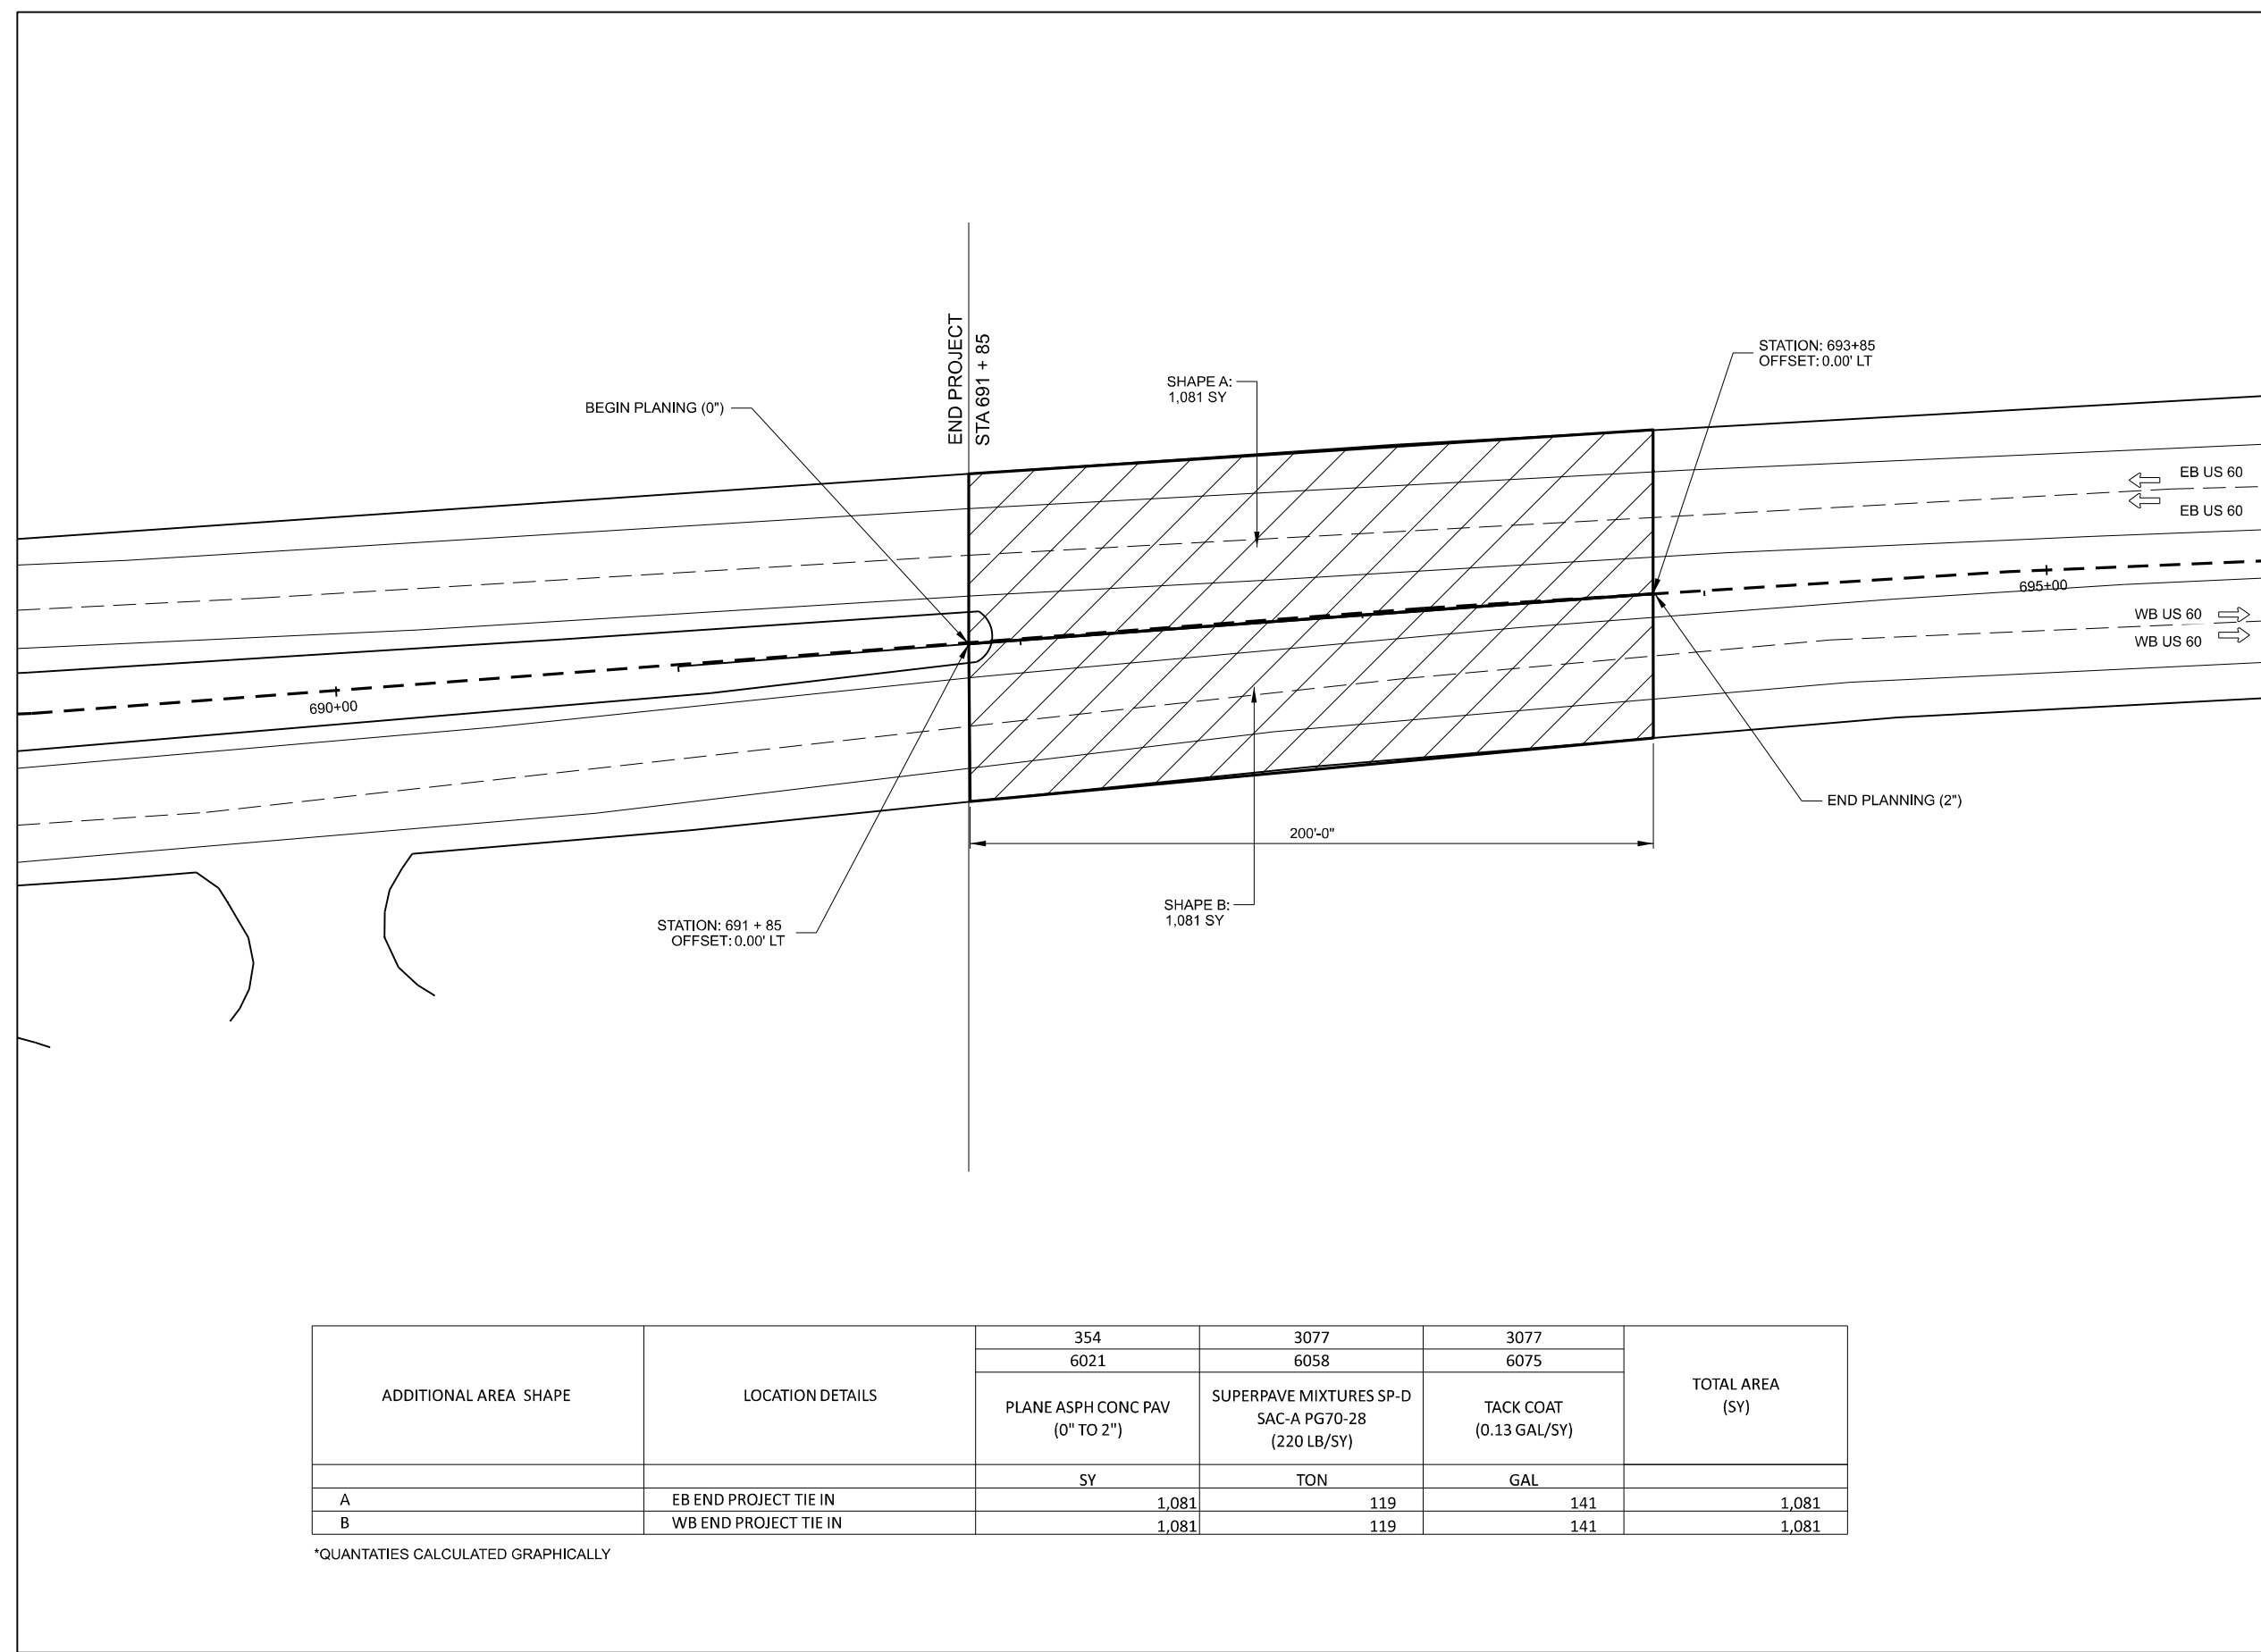 END PROJECT
STA 691 + 85
STATION: 693+85
OFFSET: 0.00' LT
SHAPE A:
1,081 SY
BEGIN PLANING (0")
EB US 60
EB US 60
695+00
WB US 60
WB US 60
690+00
END PLANNING (2")
200'-0"
SHAPE B:
1,081 SY
STATION: 691 + 85
OFFSET: 0.00' LT
ADDITIONAL AREA SHAPE
LOCATION DETAILS
354
3077
3077
6021
6058
6075
PLANE ASPH CONC PAV
(0" TO 2")
SUPERPAVE MIXTURES SP-D
SAC-A PG70-28
(220 LB/SY)
TACK COAT
(0.13 GAL/SY)
TOTAL AREA
(SY)
SY TON GAL
A EB END PROJECT TIE IN 1,081 119 141 1,081
B WB END PROJECT TIE IN 1,081 119 141 1,081
*QUANTATIES CALCULATED GRAPHICALLY